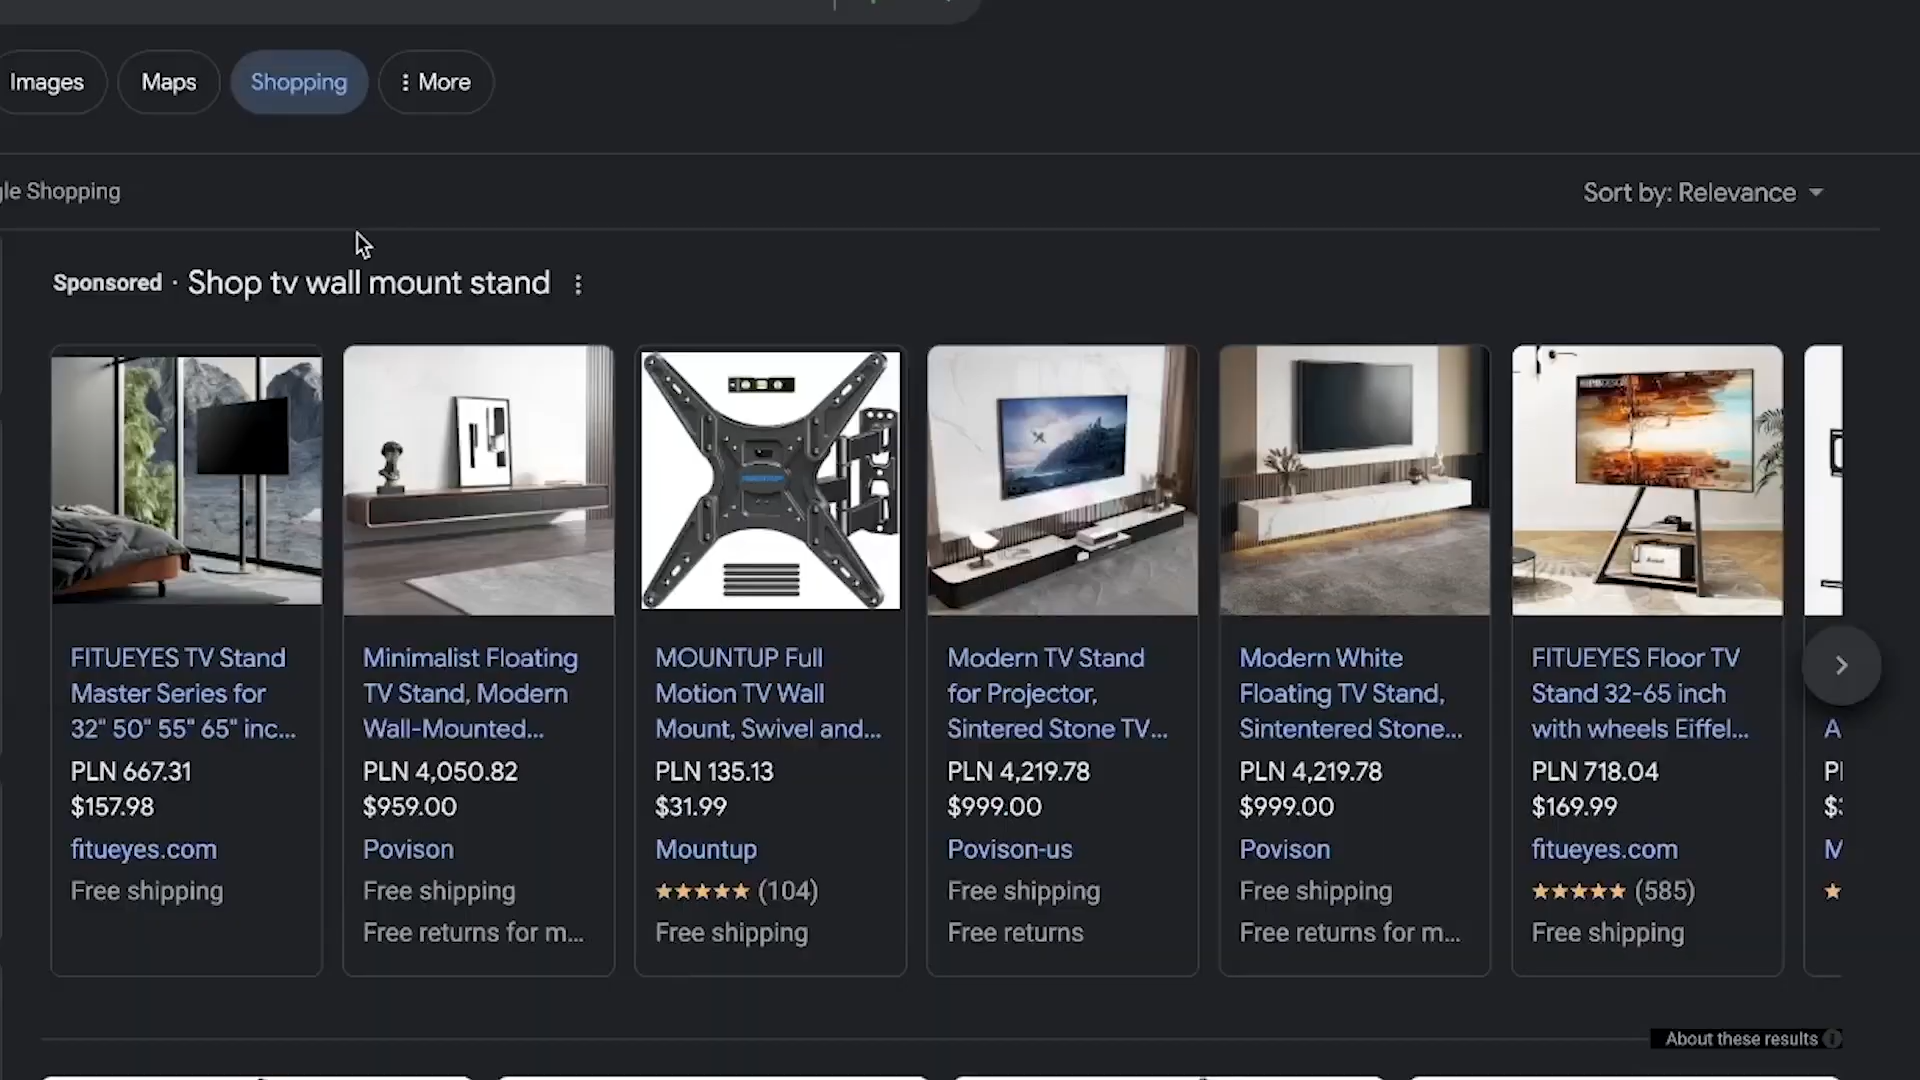 Images
Maps
Shopping
More
gle Shopping
Sort by: Relevance
Sponsored · Shop tv wall mount stand
FITUEYES TV Stand
Master Series for
32" 50" 55" 65" inc...
PLN 667.31
$157.98
fitueyes.com
Free shipping
Minimalist Floating
TV Stand, Modern
Wall-Mounted...
PLN 4,050.82
$959.00
Povison
Free shipping
Free returns for m...
MOUNTUP Full
Motion TV Wall
Mount, Swivel and...
PLN 135.13
$31.99
Mountup
(104)
Free shipping
Modern TV Stand
for Projector,
Sintered Stone TV...
PLN 4,219.78
$999.00
Povison-us
Free shipping
Free returns
Modern White
Floating TV Stand,
Sintentered Stone...
PLN 4,219.78
$999.00
Povison
Free shipping
Free returns for m...
FITUEYES Floor TV
Stand 32-65 inch
with wheels Eiffel...
PLN 718.04
$169.99
fitueyes.com
(585)
Free shipping
A
About these results